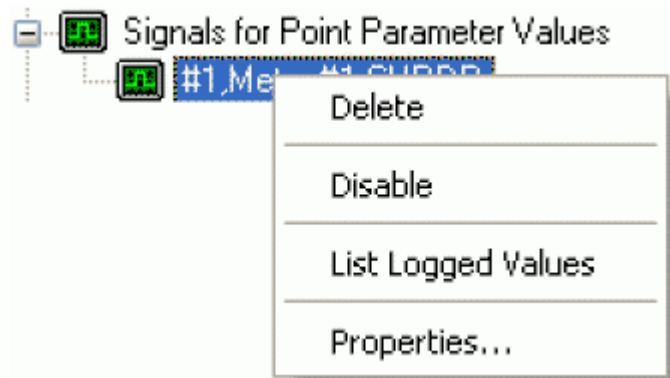 Signals for Point Parameter Values
#1,Me
Delete
Disable
List Logged Values
Properties...